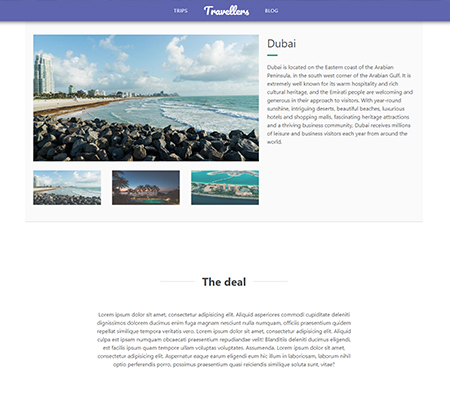 TRIPS Travellers BLOG
Dubai
Dubai is located on the Eastern coast of the Arabian
Peninsula, in the south west corner of the Arabian Gulf. It is
extremely well known for its warm hospitality and rich
cultural heritage, and the Emirati people are welcoming and
generous in their approach to visitors. With year-round
sunshine, intriguing deserts, beautiful beaches, luxurious
hotels and shopping malls, fascinating heritage attractions
and a thriving business community, Dubai receives millions
of leisure and business visitors each year from around the
world.
The deal
Lorem ipsum dolor sit amet, consectetur adipisicing elit. Aliquid asperiores commodi cupiditate deleniti
dignissimos dolorem ducimus enim fuga magnam nesciunt nulla numquam, officiis praesentium quidem
repellat similique tempora veritatis vero. Lorem ipsum dolor sit amet, consectetur adipisicing elit. Aliquid
culpa est ipsam numquam obcaecati praesentium repudiandae velit! Blanditiis deleniti ducimus eligendi,
est facilis ipsum quam tempore ullam voluptas voluptates. Assumenda. Lorem ipsum dolor sit amet,
consectetur adipisicing elit. Aspernatur eaque earum eligendi eum hic illum in laboriosam, laborum nihil
optio perferendis porro, possimus praesentium quasi reiciendis similique soluta sunt, vitae?